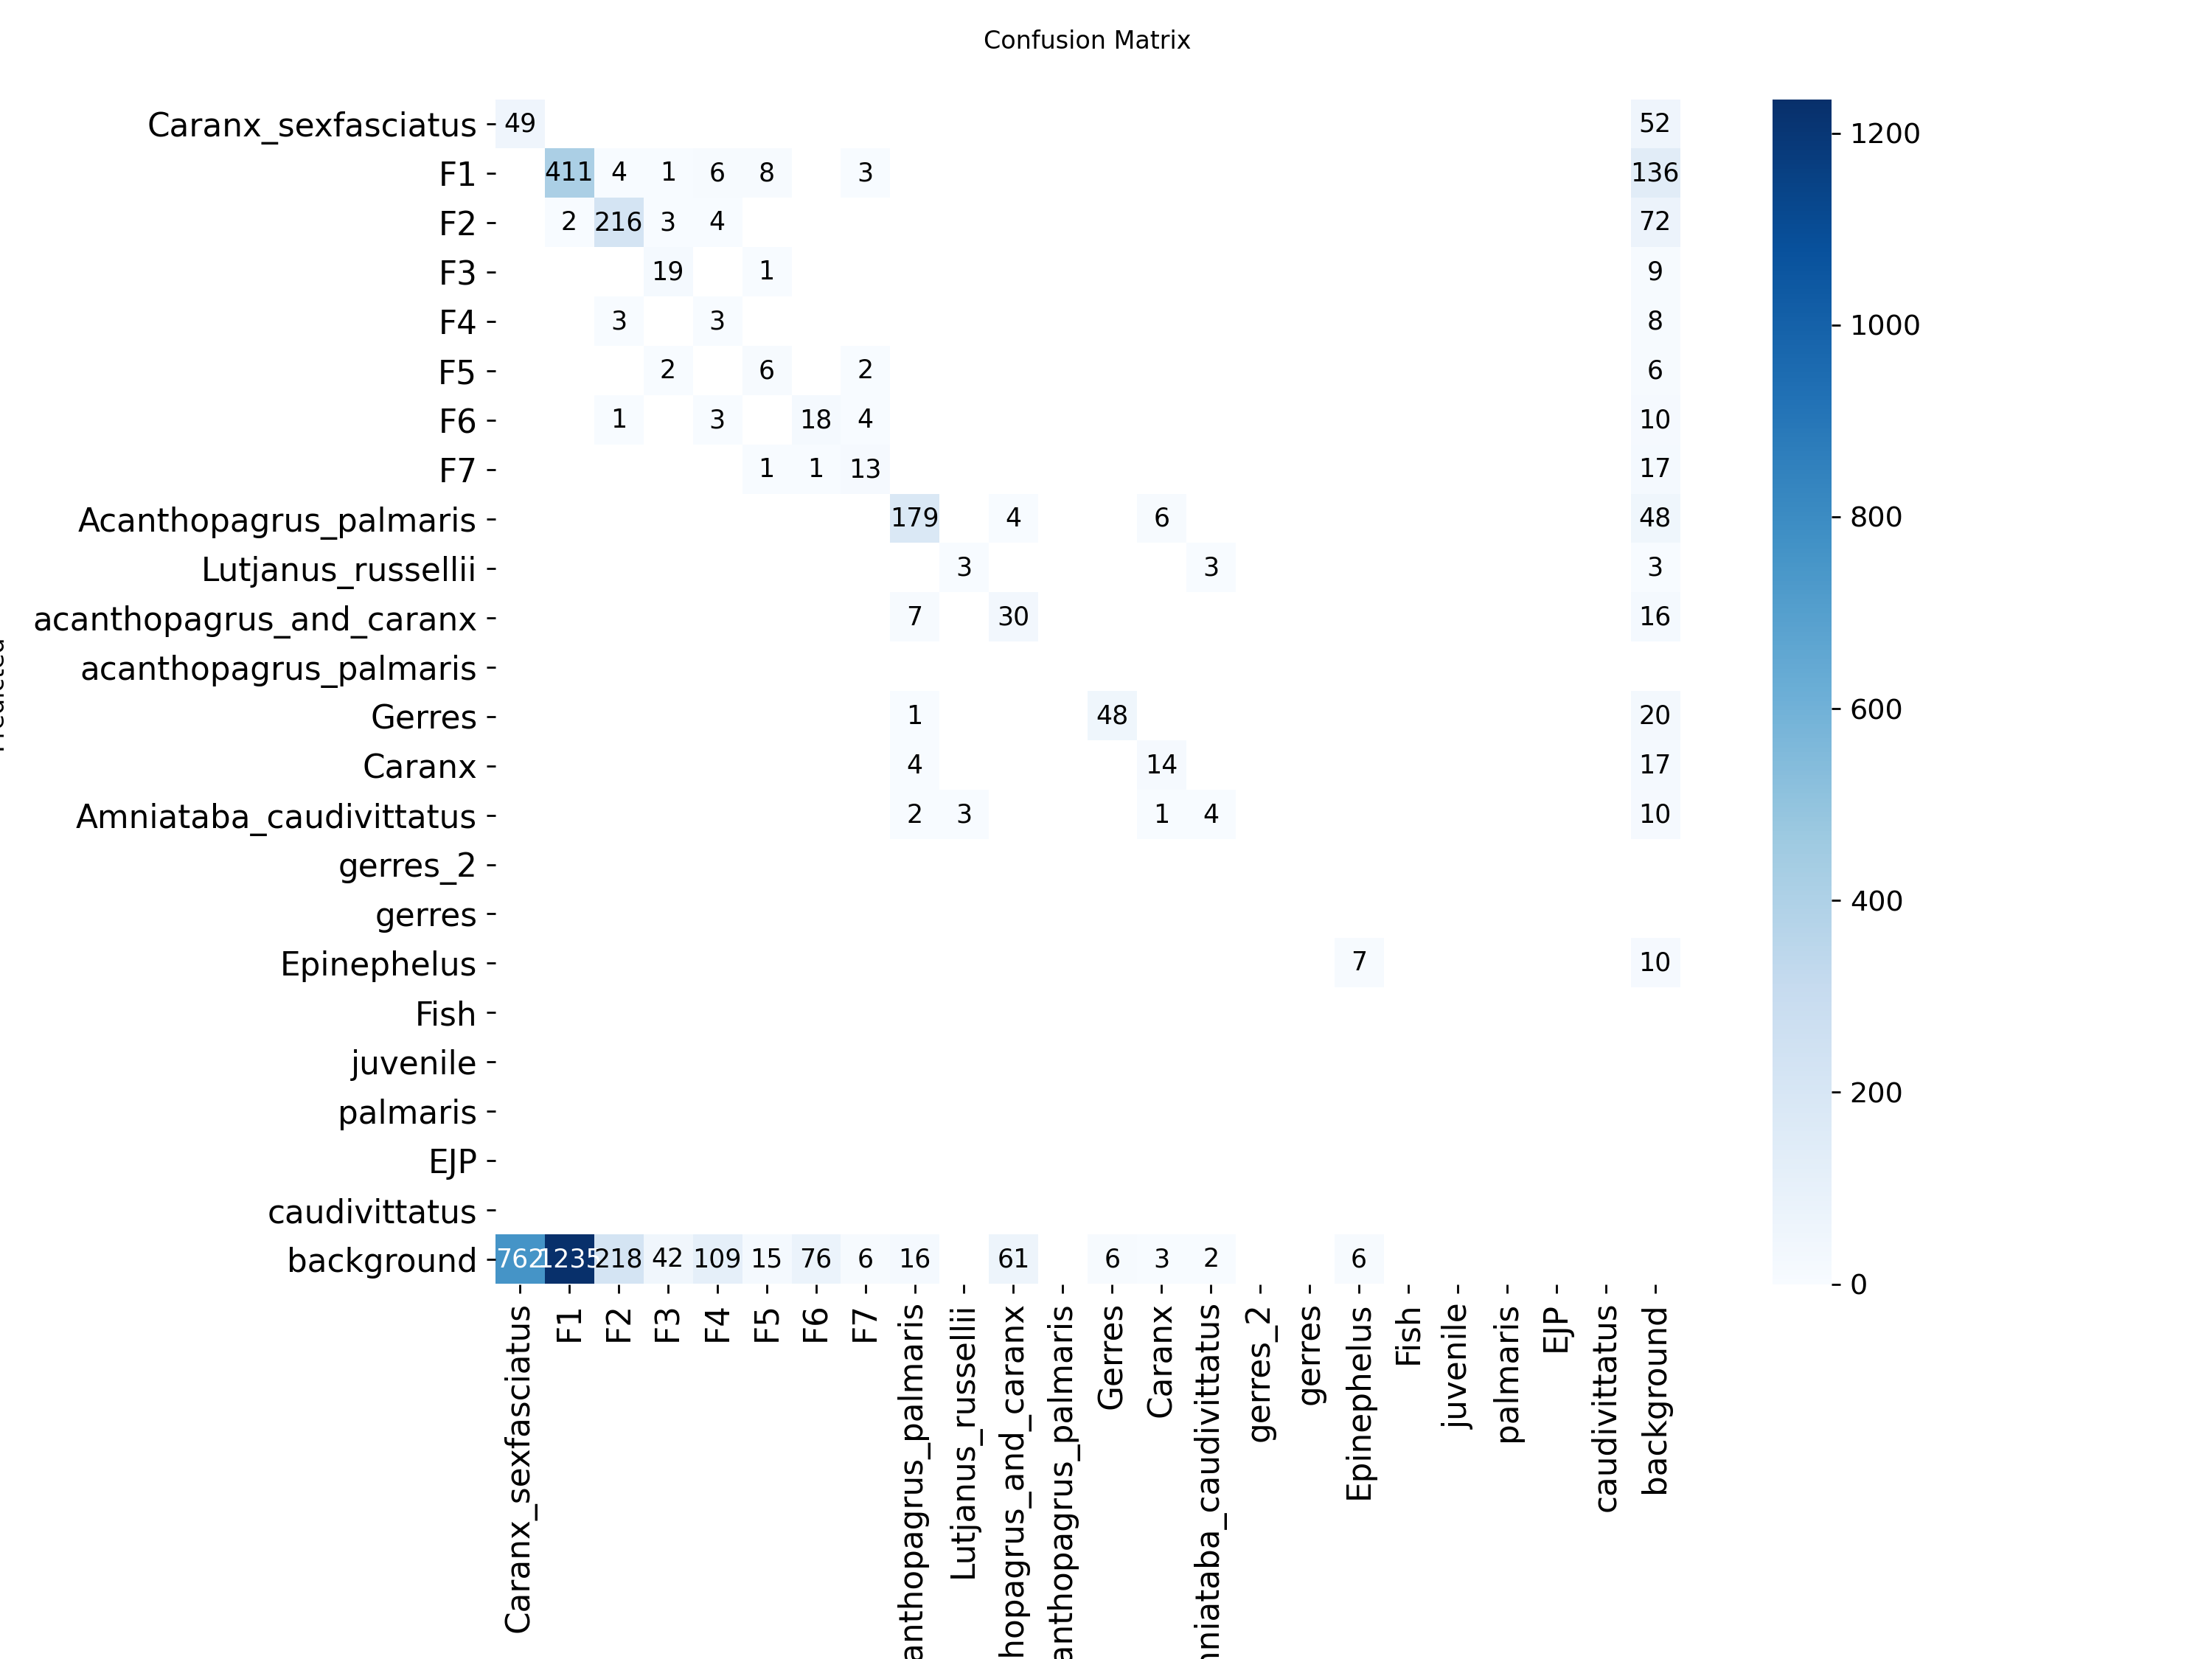 Confusion Matrix
Caranx_sexfasciatus 49 52
F1 411 4 1 6 8 3 136
F2 2 216 3 4 72
F3 19 1 9
F4 3 3 8
F5 2 6 2 6
F6 1 3 18 4 10
F7 1 1 13 17
Acanthopagrus_palmaris 179 4 6 48
Lutjanus_russellii 3 3 3
acanthopagrus_and_caranx 7 30 16
acanthopagrus_palmaris
Gerres 1 48 20
Caranx 4 14 17
Amniataba_caudivittatus 2 3 1 4 10
gerres_2
gerres
Epinephelus 7 10
Fish
juvenile
palmaris
EJP
caudivittatus
background 762 1235 218 42 109 15 76 6 16 61 6 3 2 6
Caranx_sexfasciatus
F1
F2
F3
F4
F5
F6
F7
anthopagrus_palmaris
Lutjanus_russellii
hopagrus_and_caranx
anthopagrus_palmaris
Gerres
Caranx
nniataba_caudivittatus
gerres_2
gerres
Epinephelus
Fish
juvenile
palmaris
EJP
caudivittatus
background
1200
1000
800
600
400
200
0